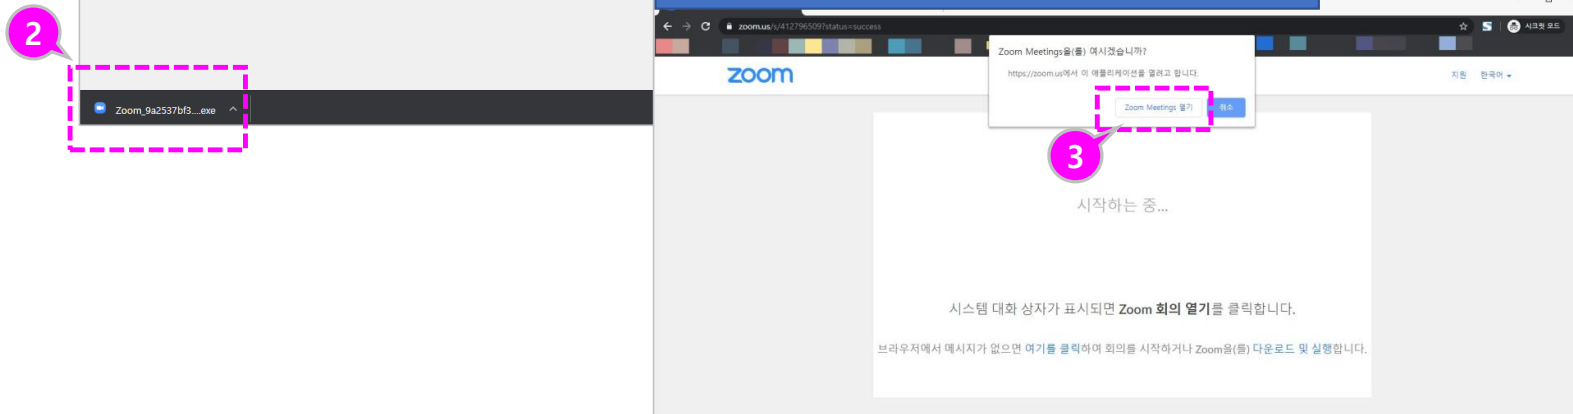 2
Zoom_9a2537bf3....exe
zoom.us/s/412796509?status=success
시크릿 모드
Zoom Meetings을(를) 여시겠습니까?
https://zoom.us에서 이 애플리케이션을 열려고 합니다.
Zoom Meetings 열기
취소
zoom
지원 한국어
3
시작하는 중...
시스템 대화 상자가 표시되면 Zoom 회의 열기를 클릭합니다.
브라우저에서 메시지가 없으면 여기를 클릭하여 회의를 시작하거나 Zoom을(를) 다운로드 및 실행합니다.